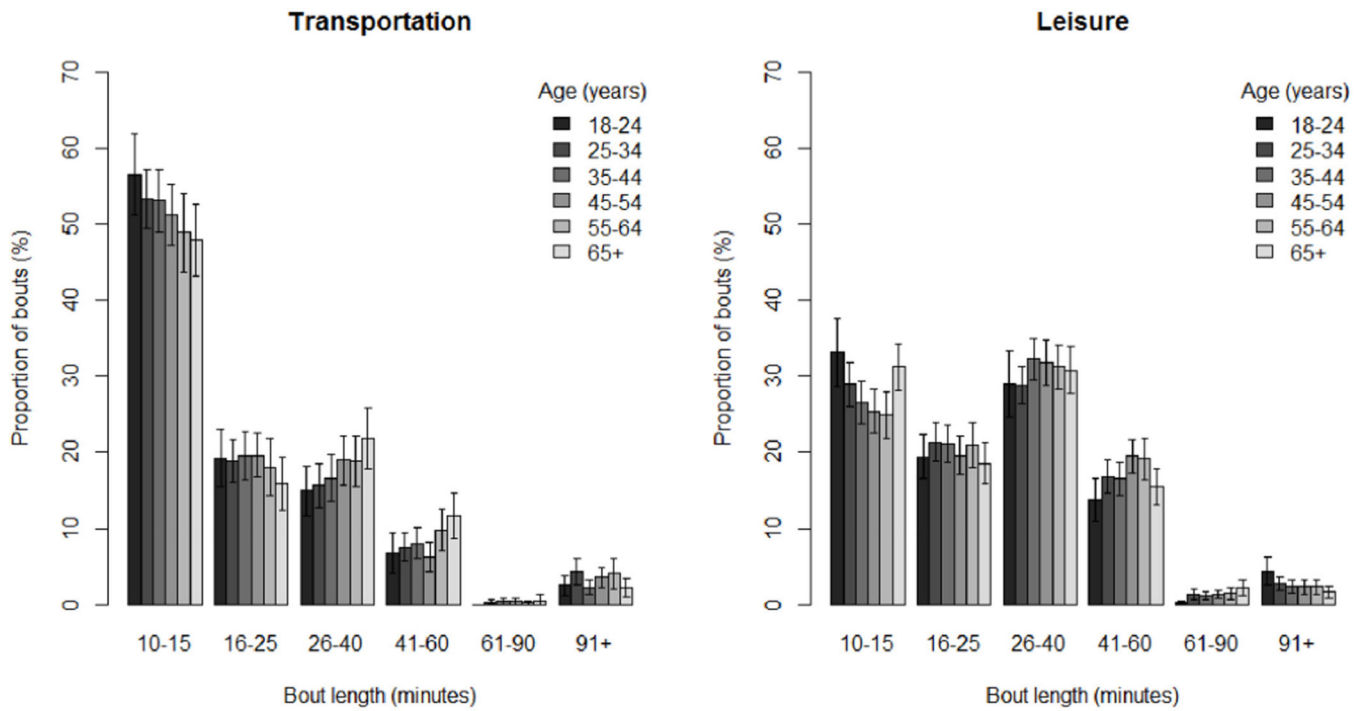 Transportation
Proportion of bouts (%)
70
60
50
40
30
20
10
0
Age (years)
18-24
25-34
35-44
45-54
55-64
65+
10-15 16-25 26-40 41-60 61-90 91+
Bout length (minutes)
Leisure
Proportion of bouts (%)
70
60
50
40
30
20
10
0
Age (years)
18-24
25-34
35-44
45-54
55-64
65+
10-15 16-25 26-40 41-60 61-90 91+
Bout length (minutes)